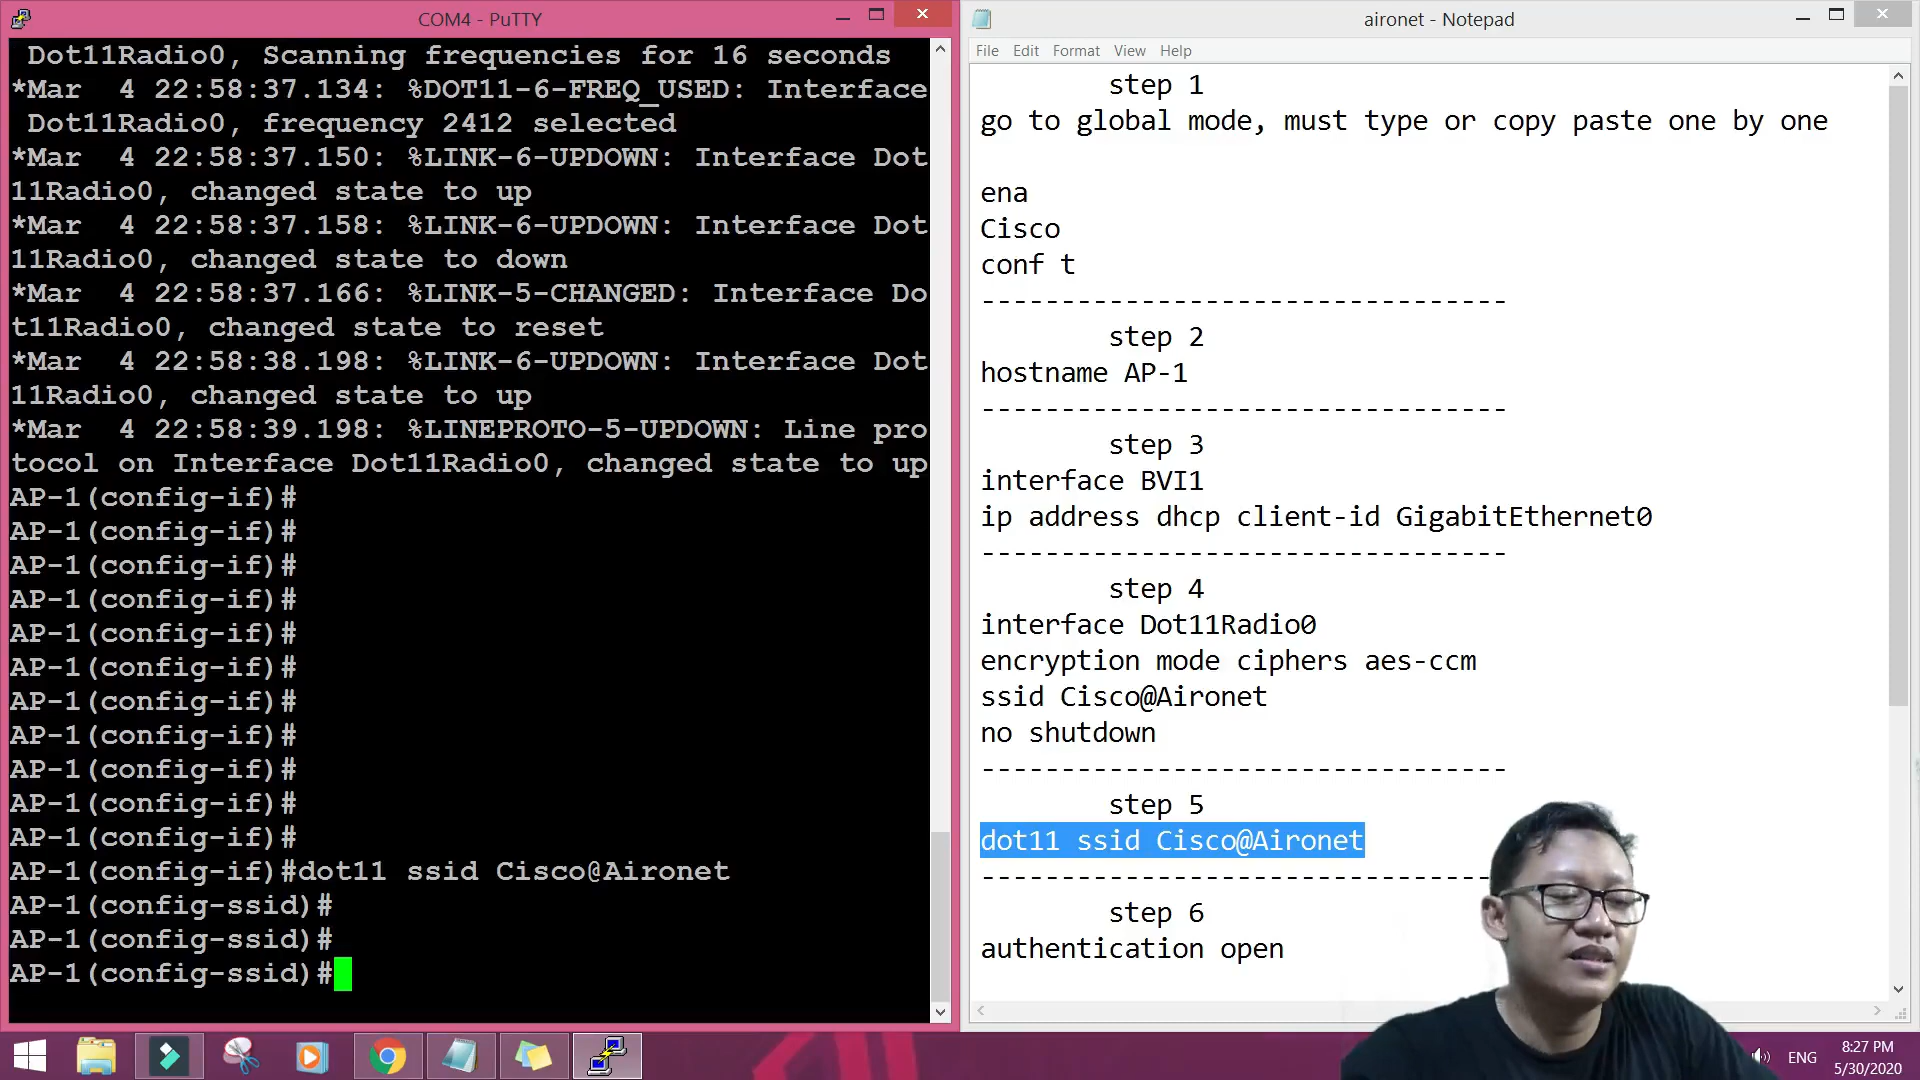 COM4 - PuTTY
Dot11Radio0, Scanning frequencies for 16 seconds
*Mar  4 22:58:37.134: %DOT11-6-FREQ_USED: Interface
Dot11Radio0, frequency 2412 selected
*Mar  4 22:58:37.150: %LINK-6-UPDOWN: Interface Dot
11Radio0, changed state to up
*Mar  4 22:58:37.158: %LINK-6-UPDOWN: Interface Dot
11Radio0, changed state to down
*Mar  4 22:58:37.166: %LINK-5-CHANGED: Interface Do
t11Radio0, changed state to reset
*Mar  4 22:58:38.198: %LINK-6-UPDOWN: Interface Dot
11Radio0, changed state to up
*Mar  4 22:58:39.198: %LINEPROTO-5-UPDOWN: Line pro
tocol on Interface Dot11Radio0, changed state to up
AP-1(config-if)#
AP-1(config-if)#
AP-1(config-if)#
AP-1(config-if)#
AP-1(config-if)#
AP-1(config-if)#
AP-1(config-if)#
AP-1(config-if)#
AP-1(config-if)#
AP-1(config-if)#
AP-1(config-if)#
AP-1(config-if)#dot11 ssid Cisco@Aironet
AP-1(config-ssid)#
AP-1(config-ssid)#
AP-1(config-ssid)#
aironet - Notepad
File Edit Format View Help
step 1
go to global mode, must type or copy paste one by one
ena
Cisco
conf t
---------------------------------
step 2
hostname AP-1
---------------------------------
step 3
interface BVI1
ip address dhcp client-id GigabitEthernet0
---------------------------------
step 4
interface Dot11Radio0
encryption mode ciphers aes-ccm
ssid Cisco@Aironet
no shutdown
---------------------------------
step 5
dot11 ssid Cisco@Aironet
--------------------------------
step 6
authentication open
ENG
8:27 PM
5/30/2020